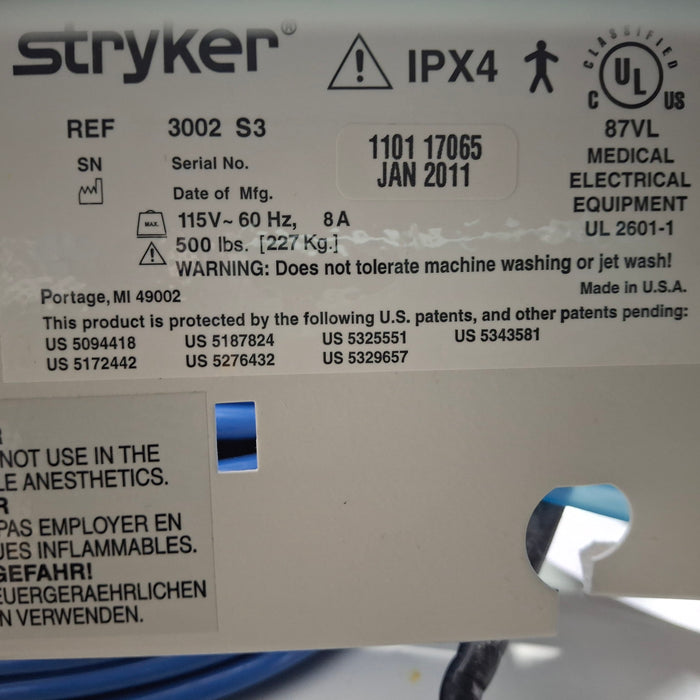 stryker®
IPX4
CLASSIFIED
C UL US
REF 3002 S3
87VL
MEDICAL
ELECTRICAL
EQUIPMENT
UL 2601-1
SN Serial No. 1101 17065
Date of Mfg. JAN 2011
MAX. 115V~ 60 Hz, 8A
500 lbs. [227 Kg.]
WARNING: Does not tolerate machine washing or jet wash!
Portage, MI 49002
Made in U.S.A.
This product is protected by the following U.S. patents, and other patents pending:
US 5094418 US 5187824 US 5325551 US 5343581
US 5172442 US 5276432 US 5329657
R
NOT USE IN THE
LE ANESTHETICS.
R
PAS EMPLOYER EN
UES INFLAMMABLES.
GEFAHR!
EUERGERAEHRLICHEN
N VERWENDEN.